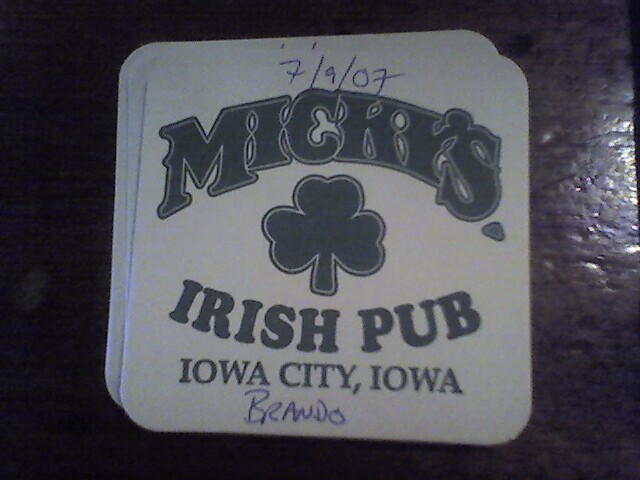 7/9/07
MICKY'S
IRISH PUB
IOWA CITY, IOWA
BRANDO